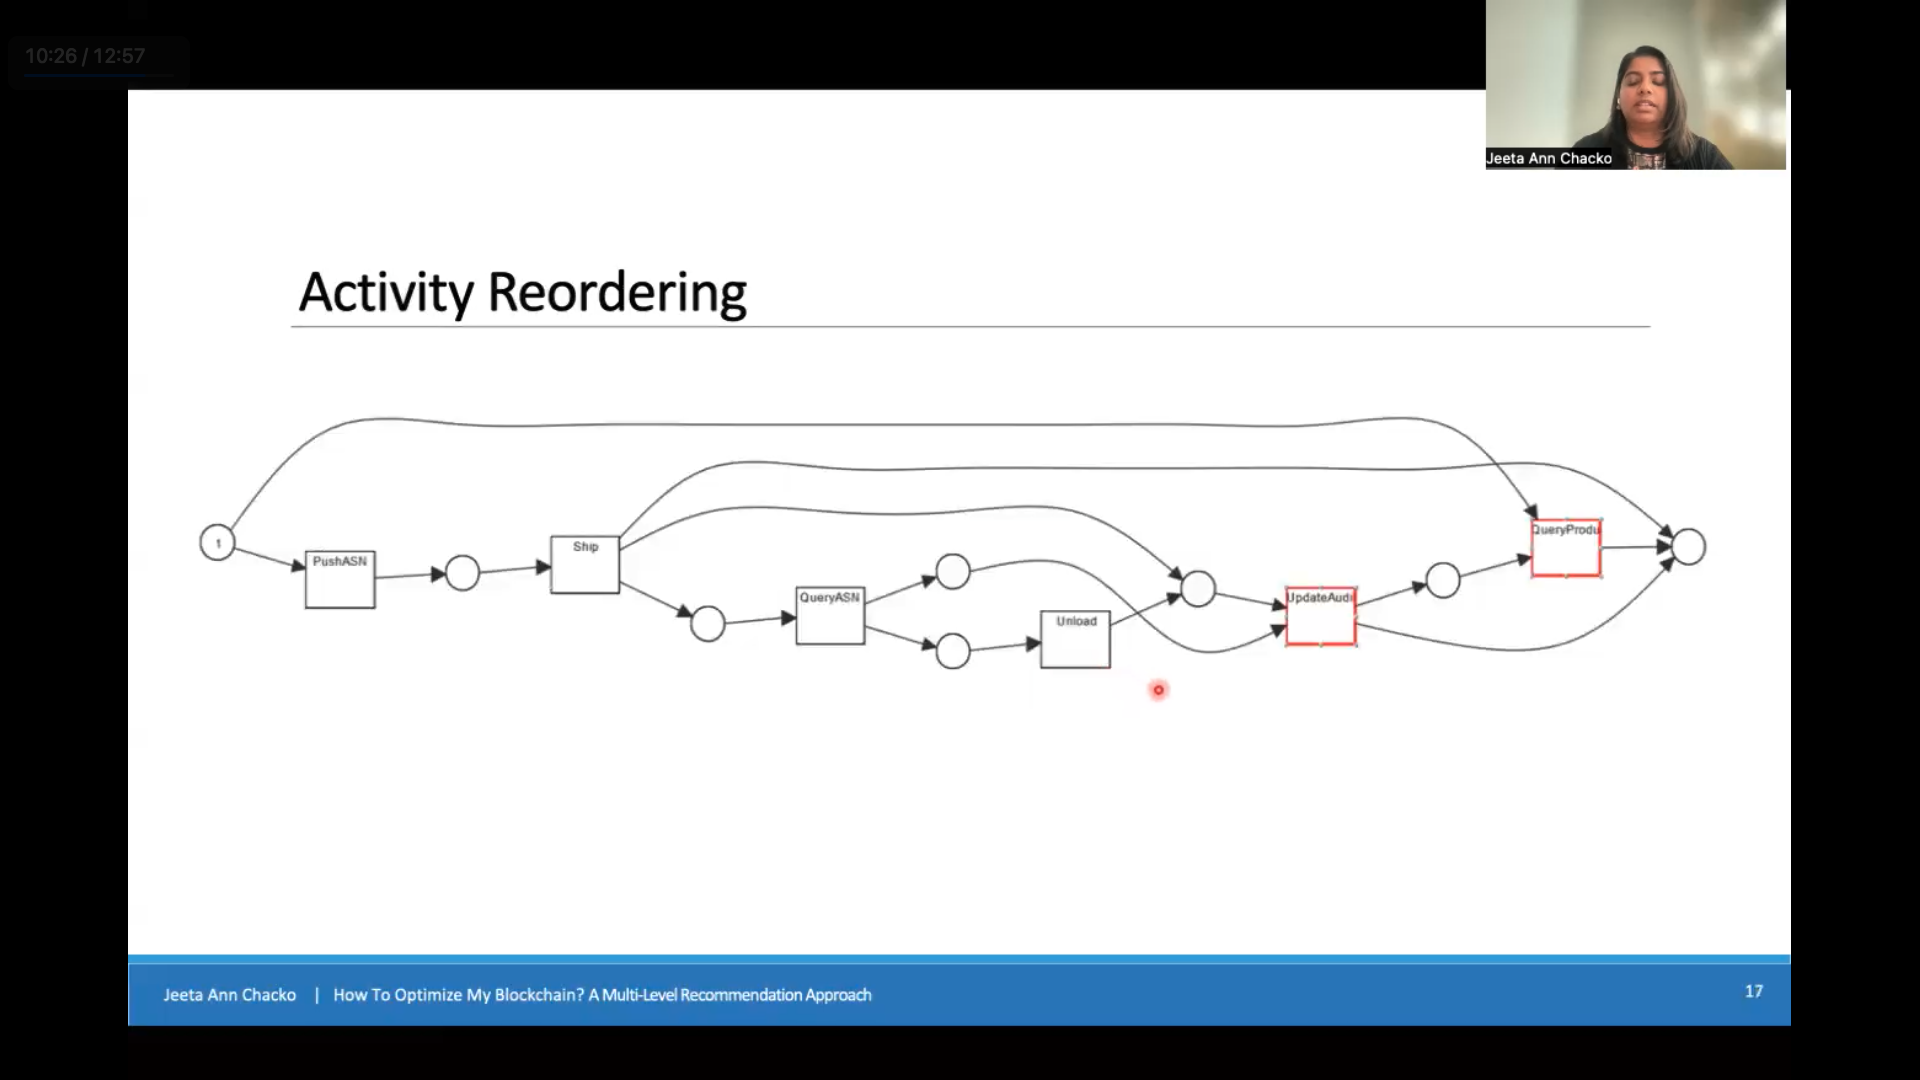 10:26 / 12:57
Jeeta Ann Chacko
Activity Reordering
1
PushASN
Ship
QueryASN
Unload
UpdateAudi
QueryProdu
Jeeta Ann Chacko | How To Optimize My Blockchain? A Multi-Level Recommendation Approach
17